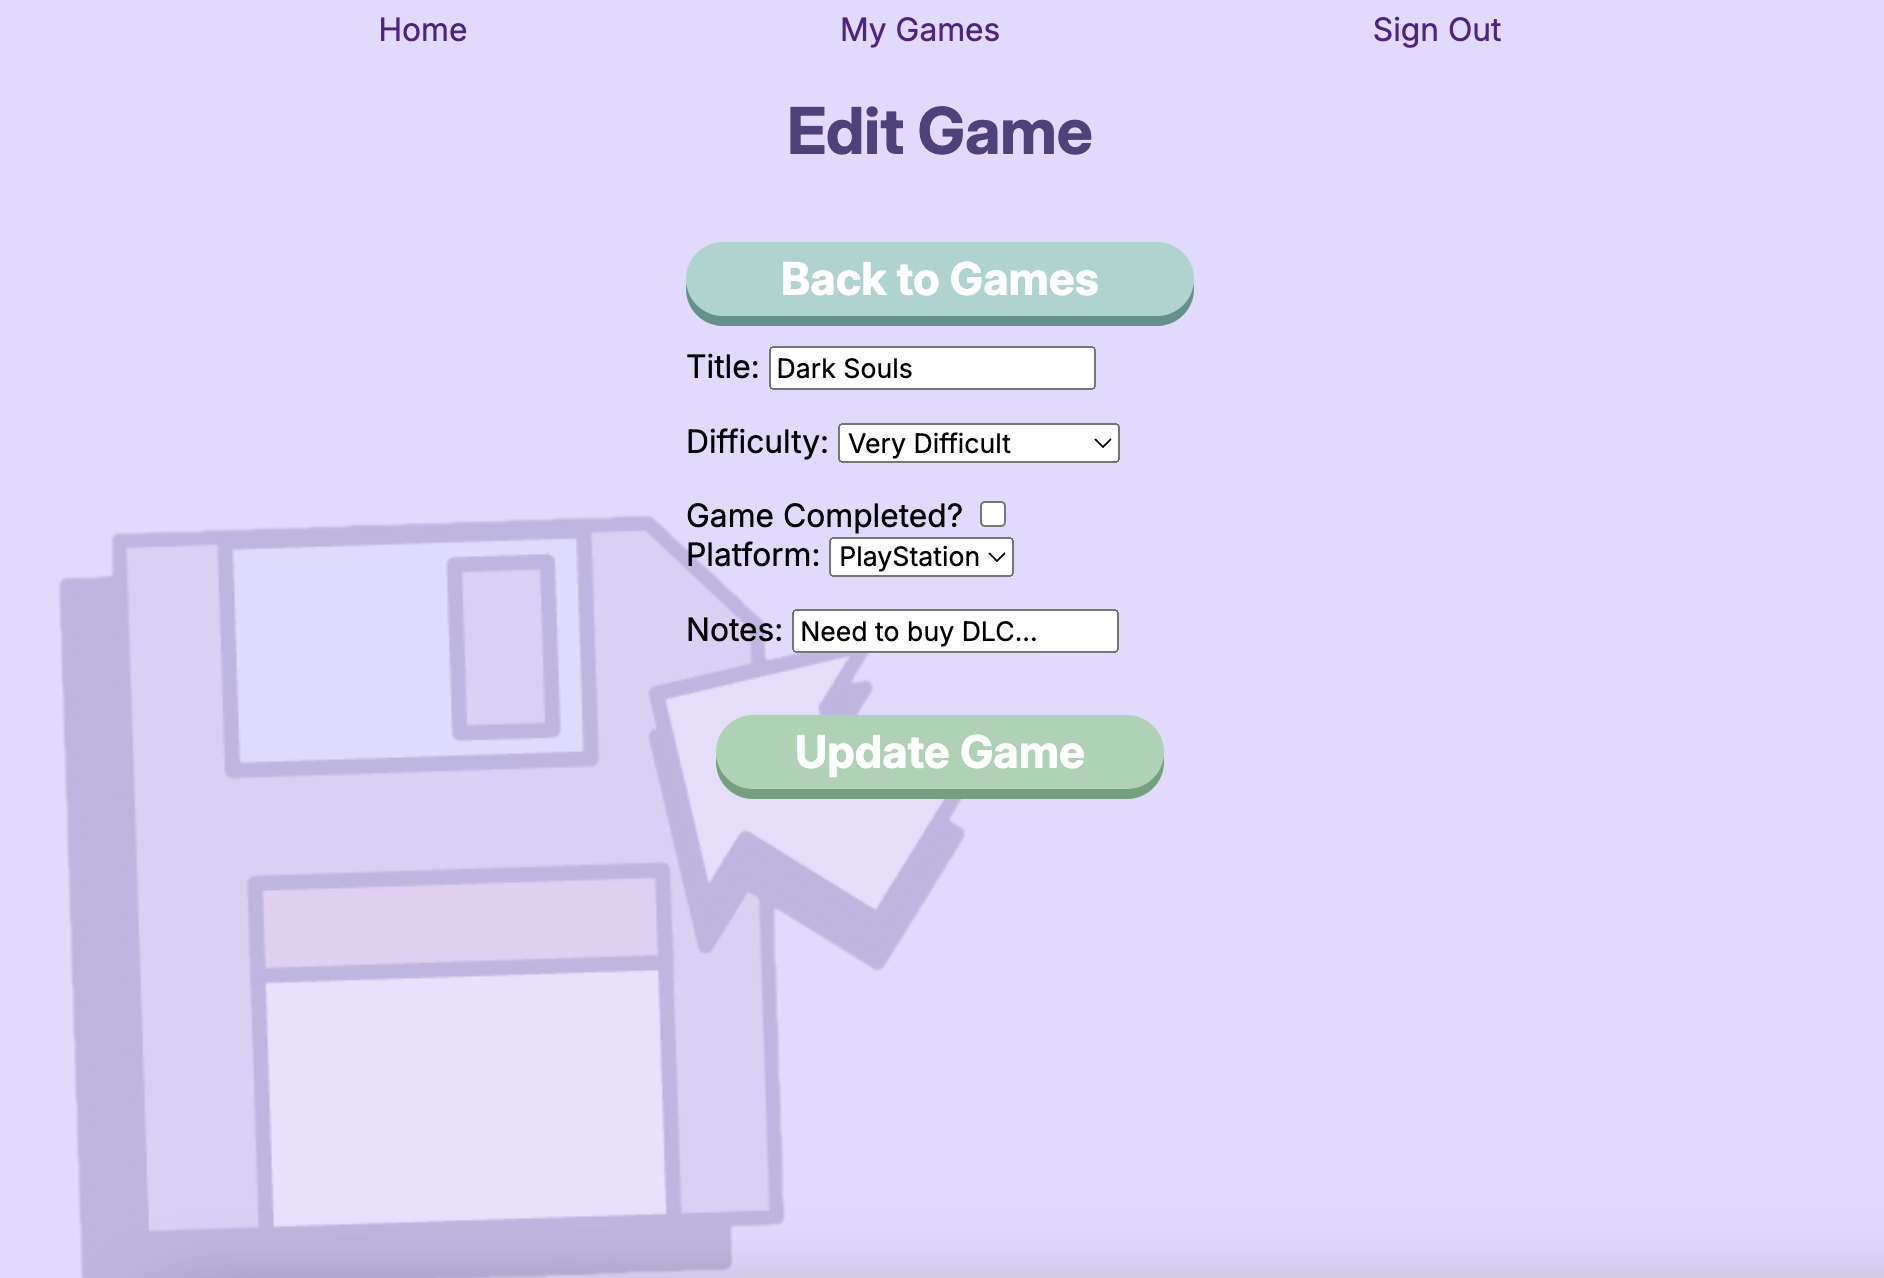 Home My Games Sign Out
Edit Game
Back to Games
Title: Dark Souls
Difficulty: Very Difficult
Game Completed?
Platform: PlayStation
Notes: Need to buy DLC...
Update Game